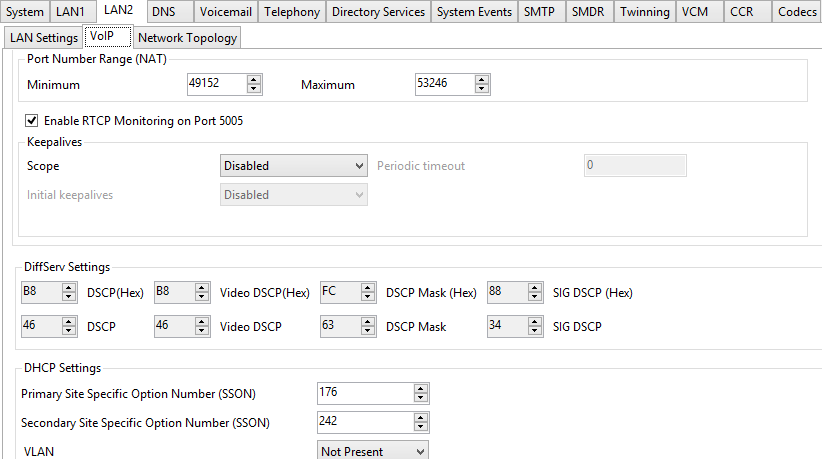 System LAN1 LAN2 DNS Voicemail Telephony Directory Services System Events SMTP SMDR Twinning VCM CCR Codecs
LAN Settings VoIP Network Topology
Port Number Range (NAT)
Minimum 49152 Maximum 53246
Enable RTCP Monitoring on Port 5005
Keepalives
Scope Disabled Periodic timeout 0
Initial keepalives Disabled
DiffServ Settings
B8 DSCP(Hex) B8 Video DSCP(Hex) FC DSCP Mask (Hex) 88 SIG DSCP (Hex)
46 DSCP 46 Video DSCP 63 DSCP Mask 34 SIG DSCP
DHCP Settings
Primary Site Specific Option Number (SSON) 176
Secondary Site Specific Option Number (SSON) 242
VLAN Not Present